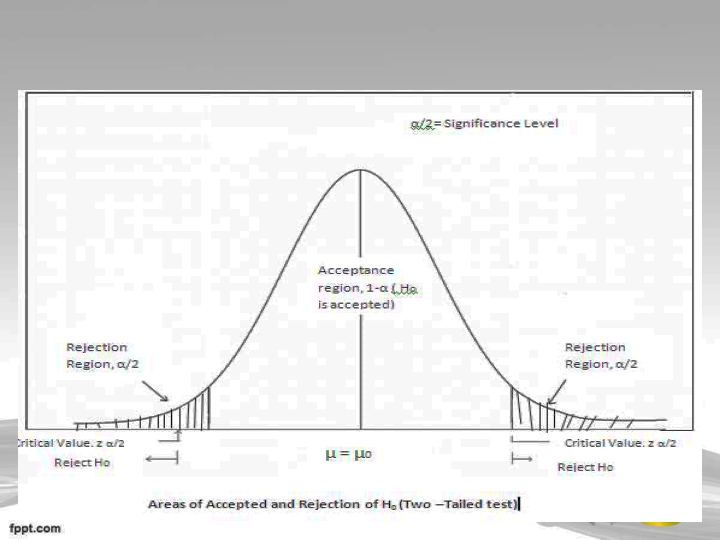 α/2= Significance Level
Acceptance
region, 1-α ( Ho
is accepted)
Rejection
Region, α/2
Rejection
Region, α/2
Critical Value. z α/2
Reject Ho
μ = μo
Critical Value. z α/2
Reject Ho
Areas of Accepted and Rejection of H₀ (Two –Tailed test)
fppt.com